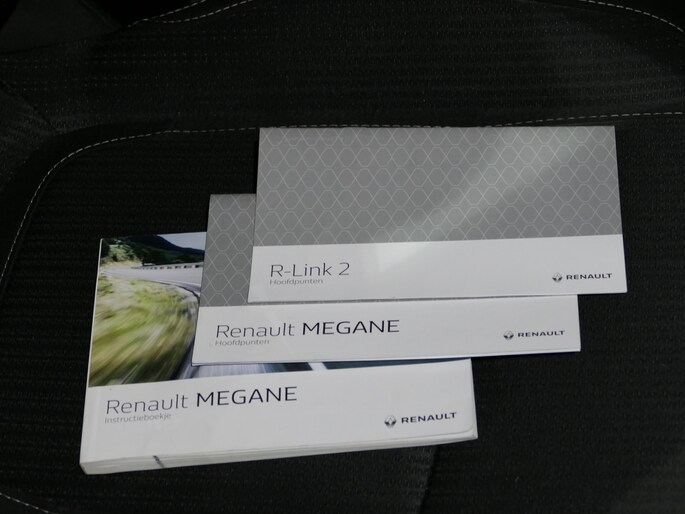 R-Link 2
Hoofdpunten
RENAULT
Renault MEGANE
Hoofdpunten
RENAULT
Renault MEGANE
Instructieboekje
RENAULT